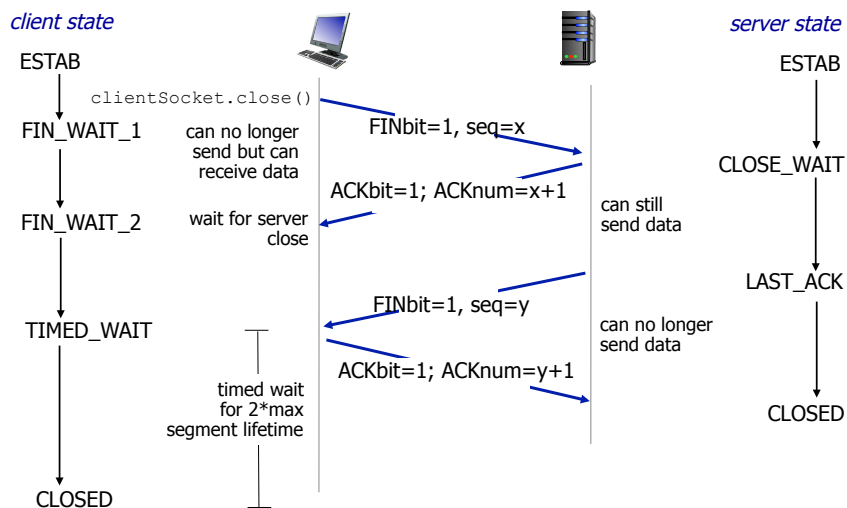 client state
server state
ESTAB
ESTAB
clientSocket.close()
FINbit=1, seq=x
FIN_WAIT_1
can no longer
send but can
receive data
CLOSE_WAIT
ACKbit=1; ACKnum=x+1
can still
send data
FIN_WAIT_2
wait for server
close
LAST_ACK
FINbit=1, seq=y
can no longer
send data
TIMED_WAIT
ACKbit=1; ACKnum=y+1
timed wait
for 2*max
segment lifetime
CLOSED
CLOSED